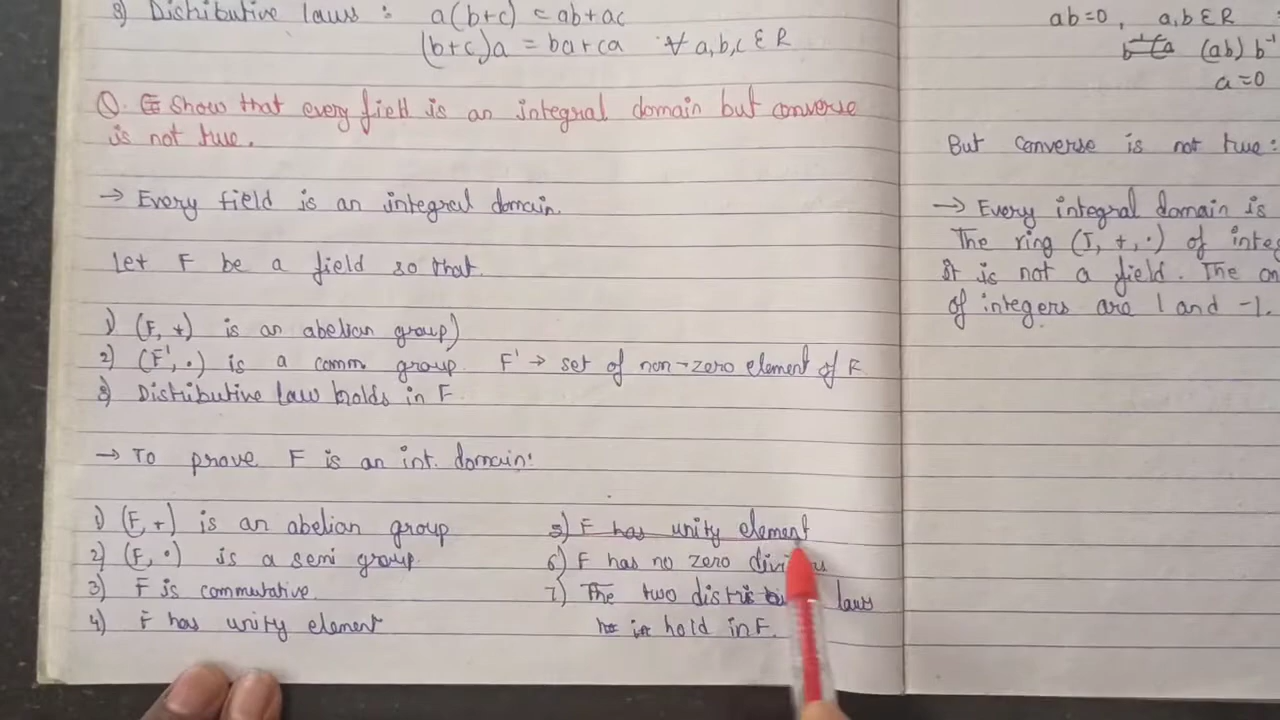 8) Distributive laws : a(b+c) = ab+ac
(b+c)a = ba+ca ∀ a,b,c ∈ R
Q. Show that every field is an integral domain but converse
is not true.
→ Every field is an integral domain.
Let F be a field so that
1) (F, +) is an abelian group)
2) (F', ·) is a comm group. F' → set of non-zero element of F
3) Distributive law holds in F.
→ To prove F is an int. domain:
1) (F, +) is an abelian group
2) (F, ·) is a semi group.
3) F is commutative.
4) F has unity element
5) F has unity element
6) F has no zero
7) The two laws
hold in F.
ab=0, a,b ∈ R
(ab) b⁻¹
a=0
But converse is not true:
→ Every integral domain is
The ring (I, +, ·) of
It is not a field. The
of integers are 1 and -1.